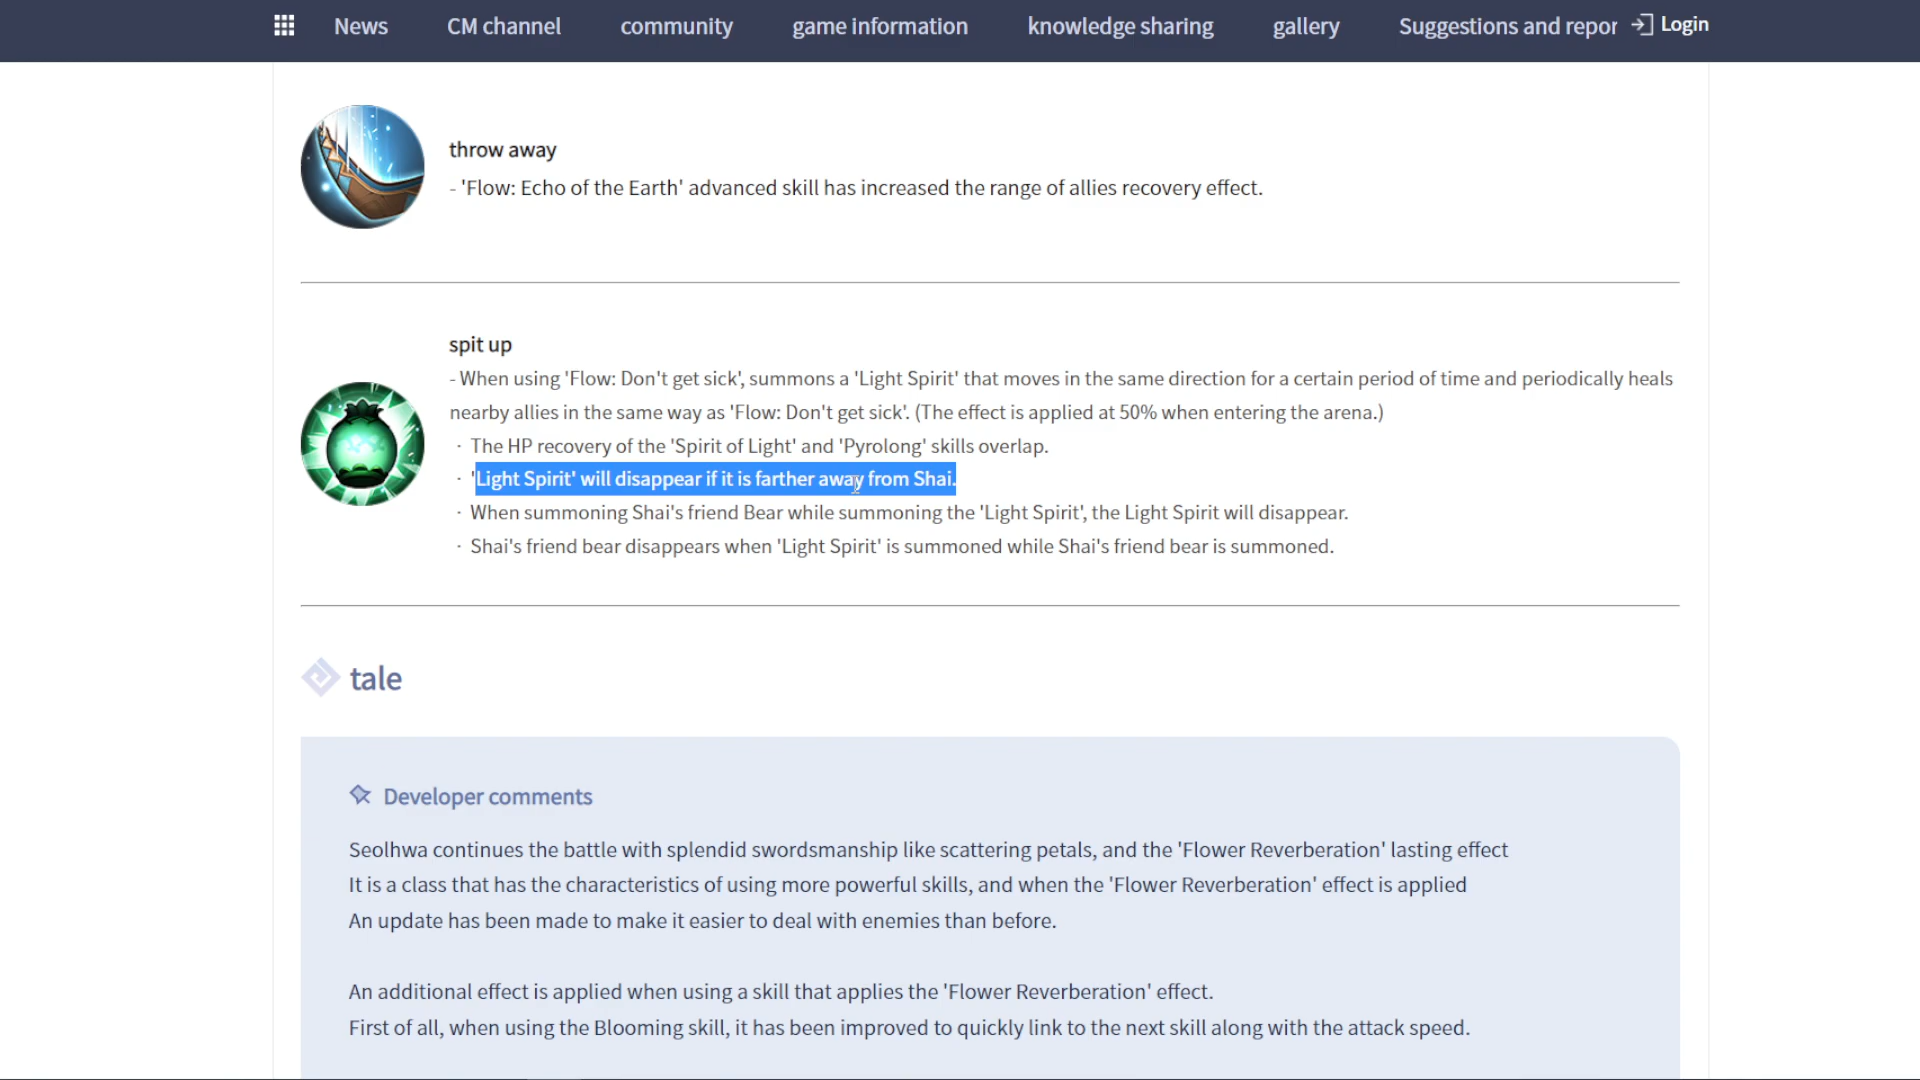 News CM channel community game information knowledge sharing gallery Suggestions and repor Login
throw away
- 'Flow: Echo of the Earth' advanced skill has increased the range of allies recovery effect.
spit up
- When using 'Flow: Don't get sick', summons a 'Light Spirit' that moves in the same direction for a certain period of time and periodically heals
nearby allies in the same way as 'Flow: Don't get sick'. (The effect is applied at 50% when entering the arena.)
· The HP recovery of the 'Spirit of Light' and 'Pyrolong' skills overlap.
· 'Light Spirit' will disappear if it is farther away from Shai.
· When summoning Shai's friend Bear while summoning the 'Light Spirit', the Light Spirit will disappear.
· Shai's friend bear disappears when 'Light Spirit' is summoned while Shai's friend bear is summoned.
tale
Developer comments
Seolhwa continues the battle with splendid swordsmanship like scattering petals, and the 'Flower Reverberation' lasting effect
It is a class that has the characteristics of using more powerful skills, and when the 'Flower Reverberation' effect is applied
An update has been made to make it easier to deal with enemies than before.
An additional effect is applied when using a skill that applies the 'Flower Reverberation' effect.
First of all, when using the Blooming skill, it has been improved to quickly link to the next skill along with the attack speed.